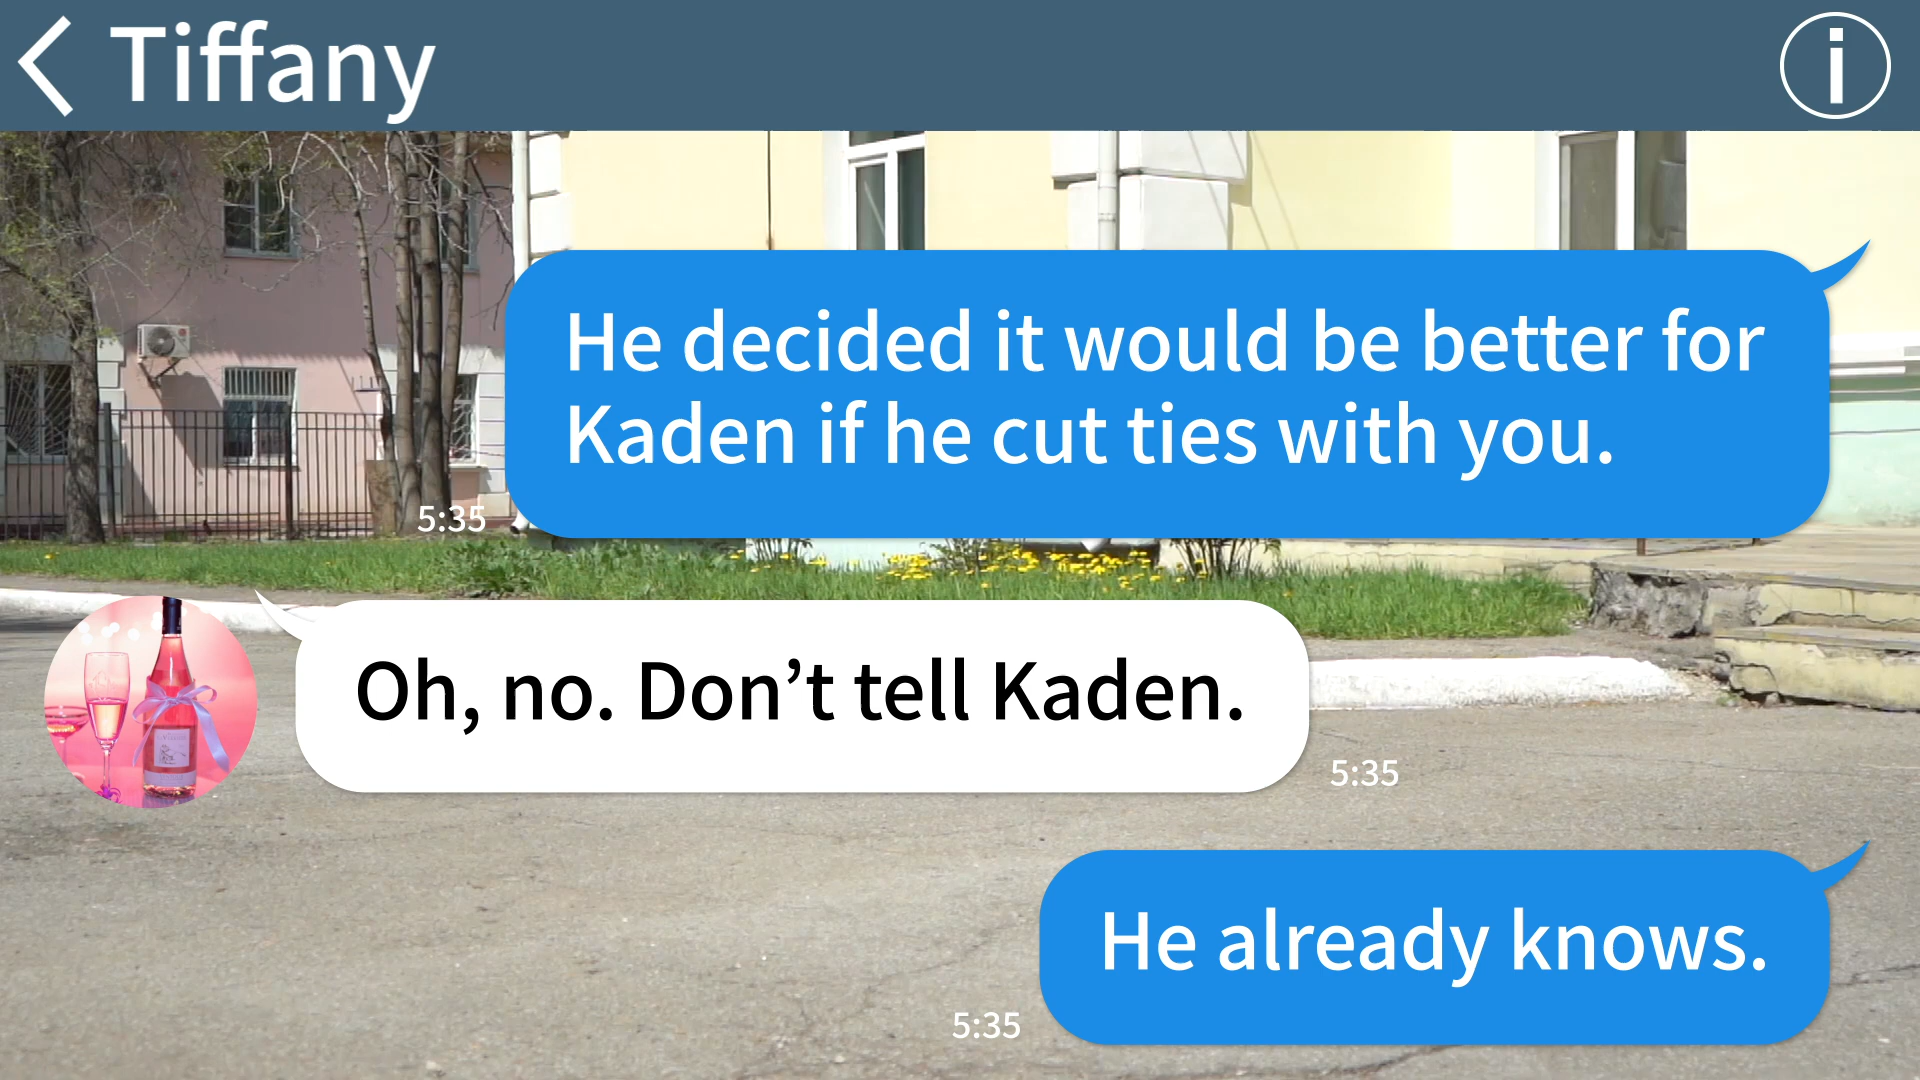 Tiffany
He decided it would be better for
Kaden if he cut ties with you.
5:35
Oh, no. Don’t tell Kaden.
5:35
He already knows.
5:35